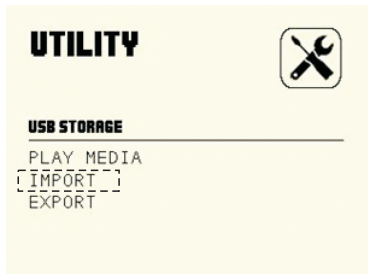 UTILITY
USB STORAGE
PLAY MEDIA
IMPORT
EXPORT